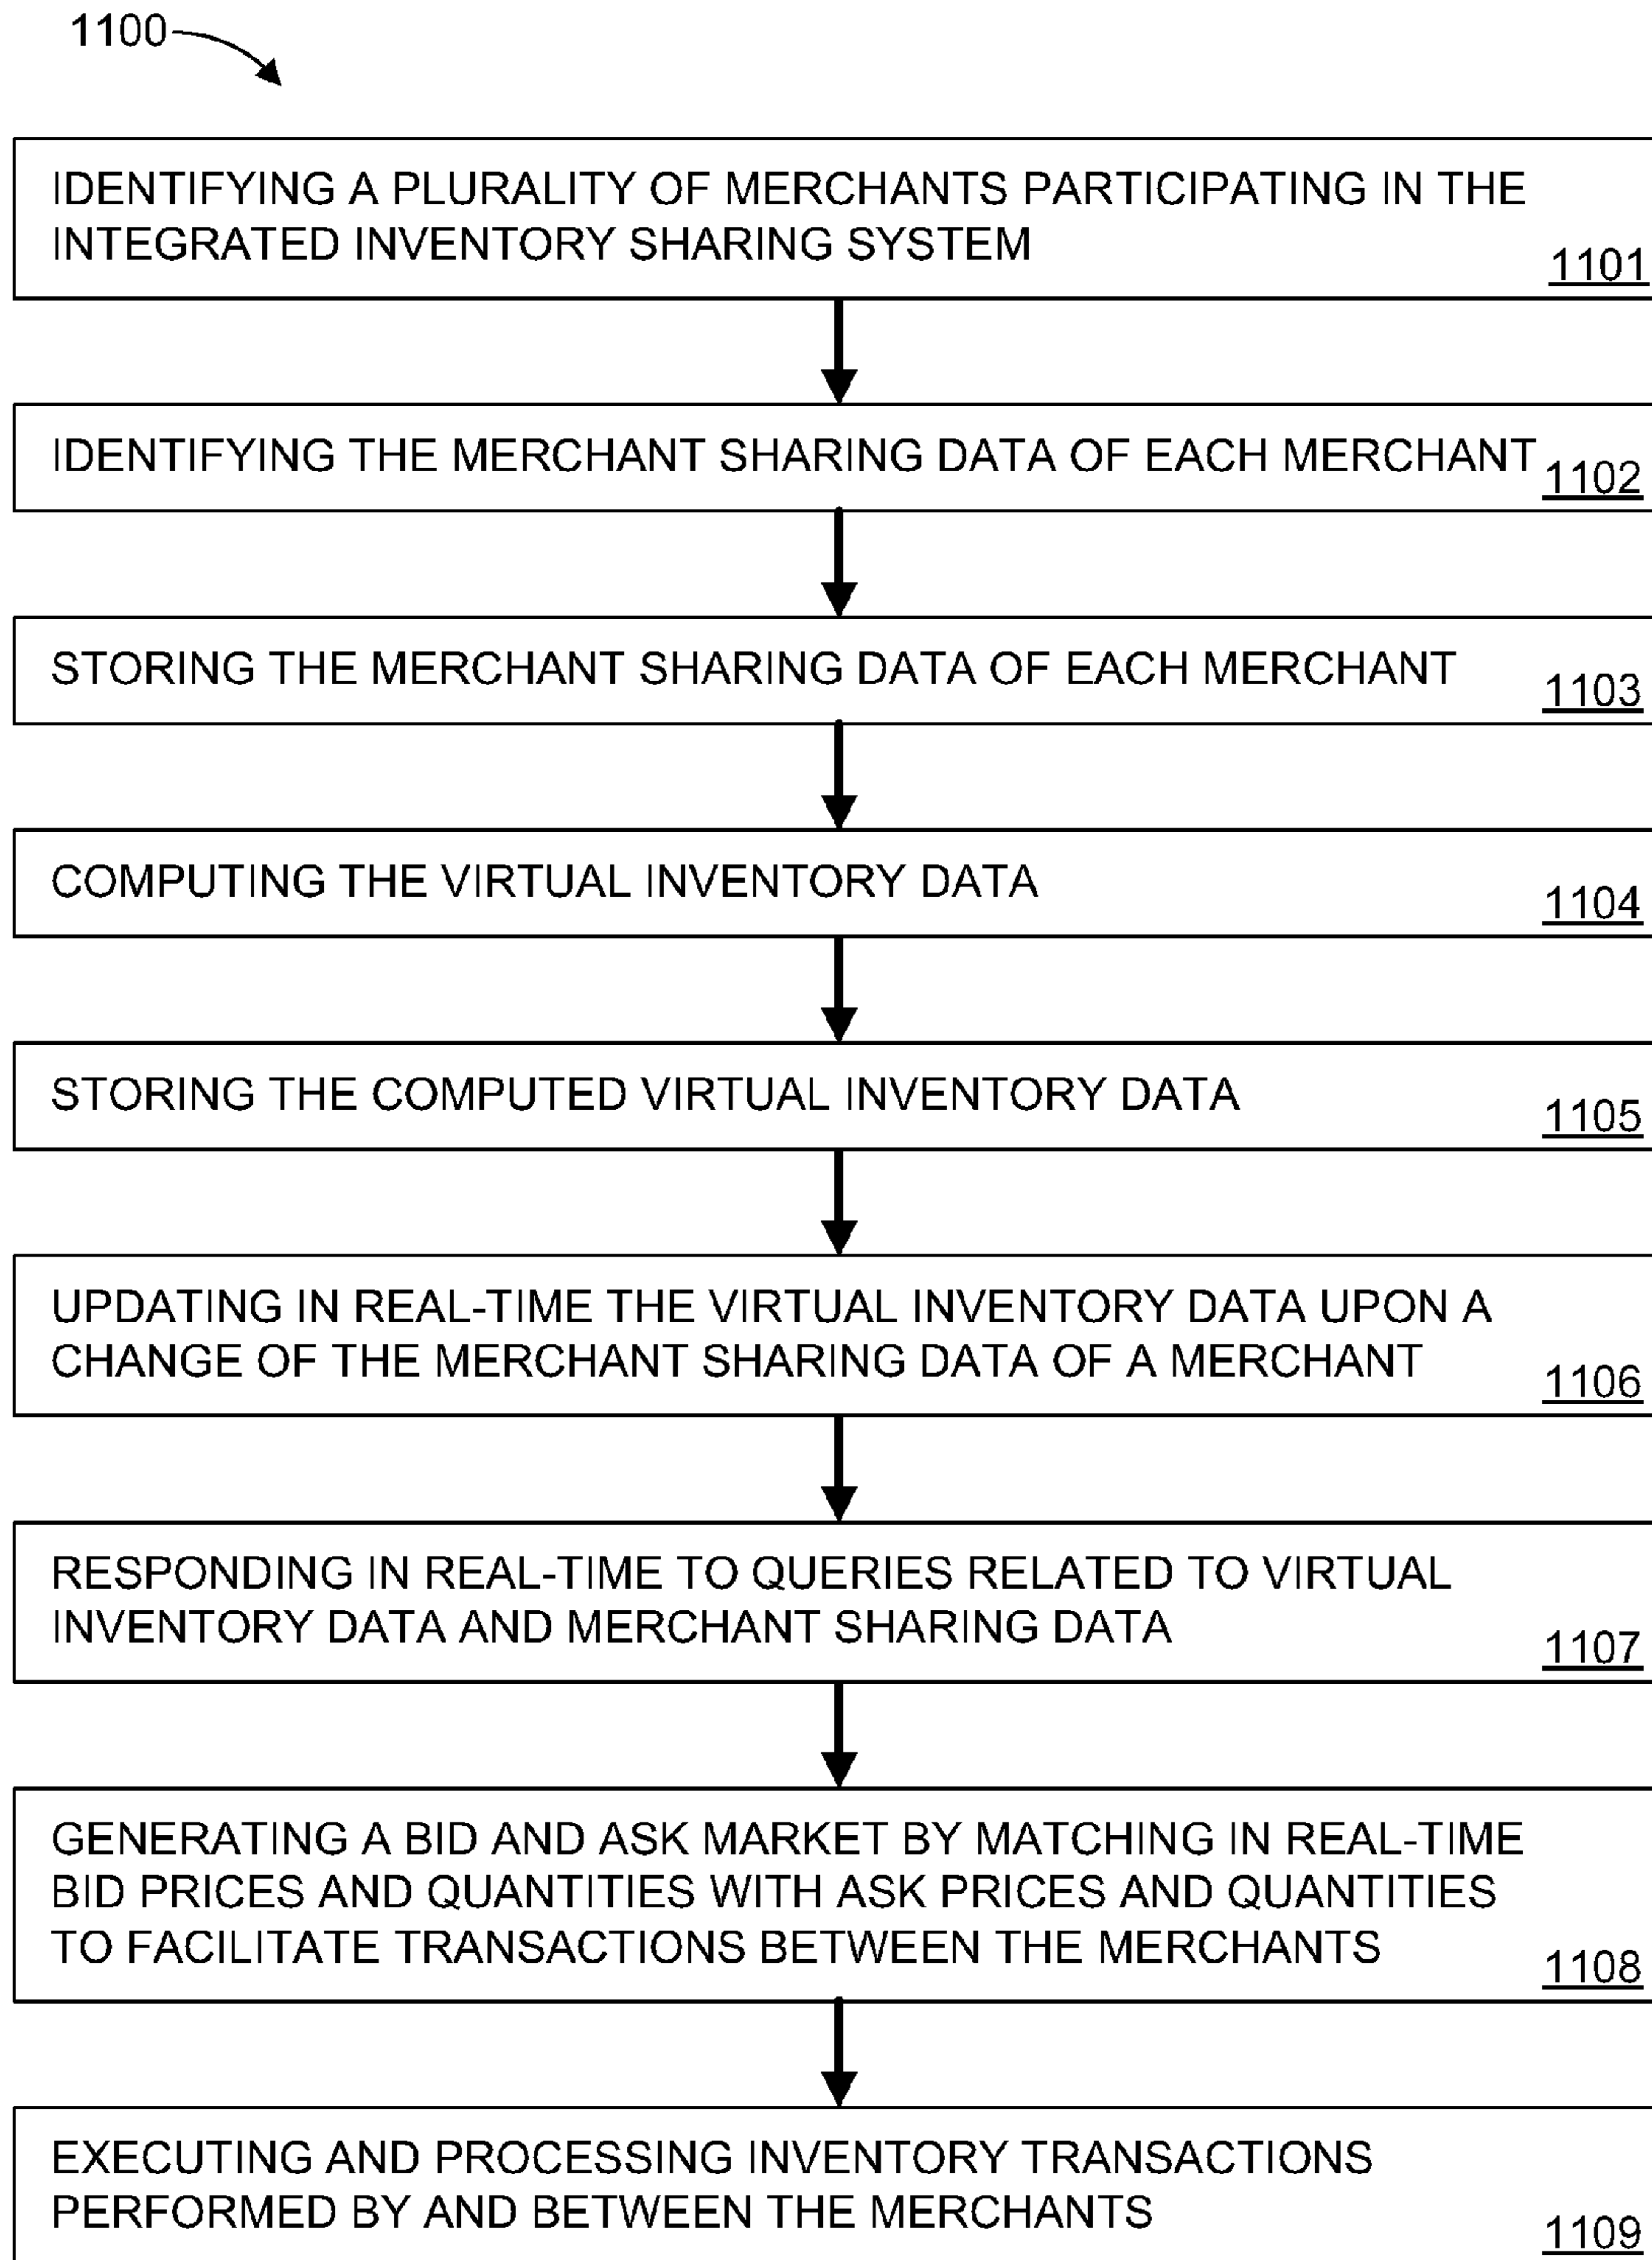 1100
IDENTIFYING A PLURALITY OF MERCHANTS PARTICIPATING IN THE
INTEGRATED INVENTORY SHARING SYSTEM
1101
IDENTIFYING THE MERCHANT SHARING DATA OF EACH MERCHANT
1102
STORING THE MERCHANT SHARING DATA OF EACH MERCHANT
1103
COMPUTING THE VIRTUAL INVENTORY DATA
1104
STORING THE COMPUTED VIRTUAL INVENTORY DATA
1105
UPDATING IN REAL-TIME THE VIRTUAL INVENTORY DATA UPON A
CHANGE OF THE MERCHANT SHARING DATA OF A MERCHANT
1106
RESPONDING IN REAL-TIME TO QUERIES RELATED TO VIRTUAL
INVENTORY DATA AND MERCHANT SHARING DATA
1107
GENERATING A BID AND ASK MARKET BY MATCHING IN REAL-TIME
BID PRICES AND QUANTITIES WITH ASK PRICES AND QUANTITIES
TO FACILITATE TRANSACTIONS BETWEEN THE MERCHANTS
1108
EXECUTING AND PROCESSING INVENTORY TRANSACTIONS
PERFORMED BY AND BETWEEN THE MERCHANTS
1109